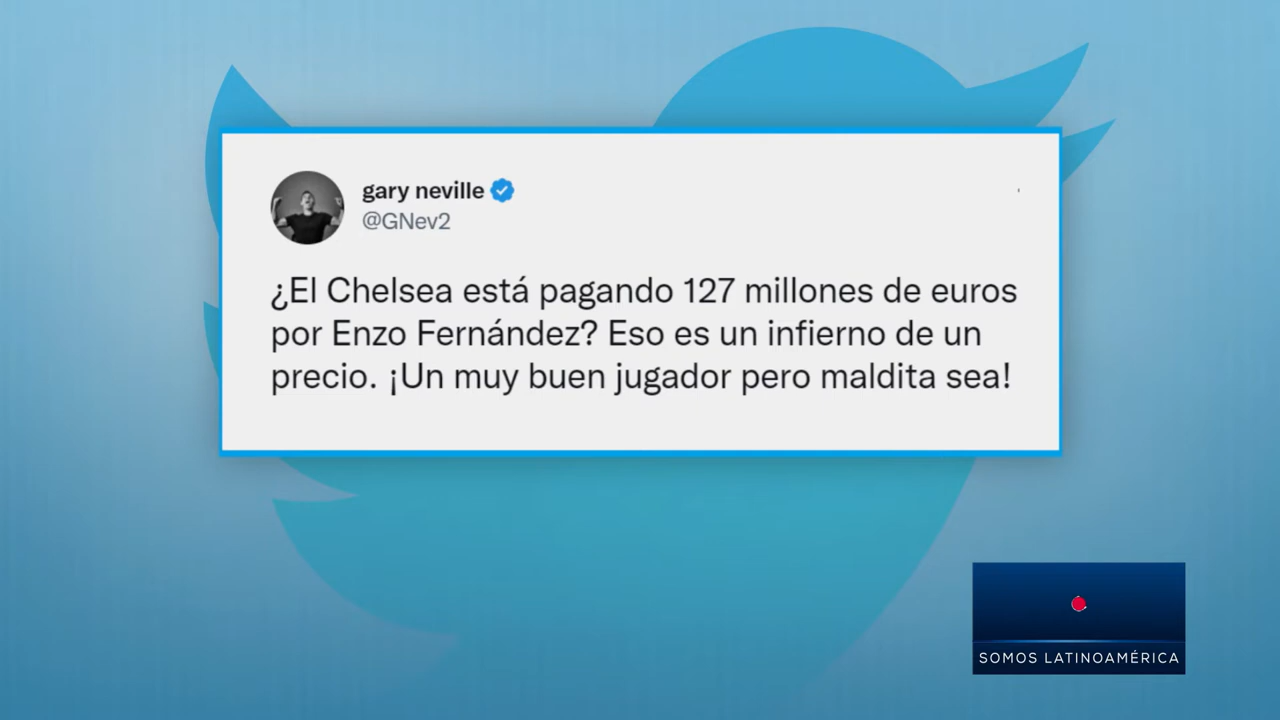 gary neville
@GNev2
¿El Chelsea está pagando 127 millones de euros
por Enzo Fernández? Eso es un infierno de un
precio. ¡Un muy buen jugador pero maldita sea!
SOMOS LATINOAMÉRICA